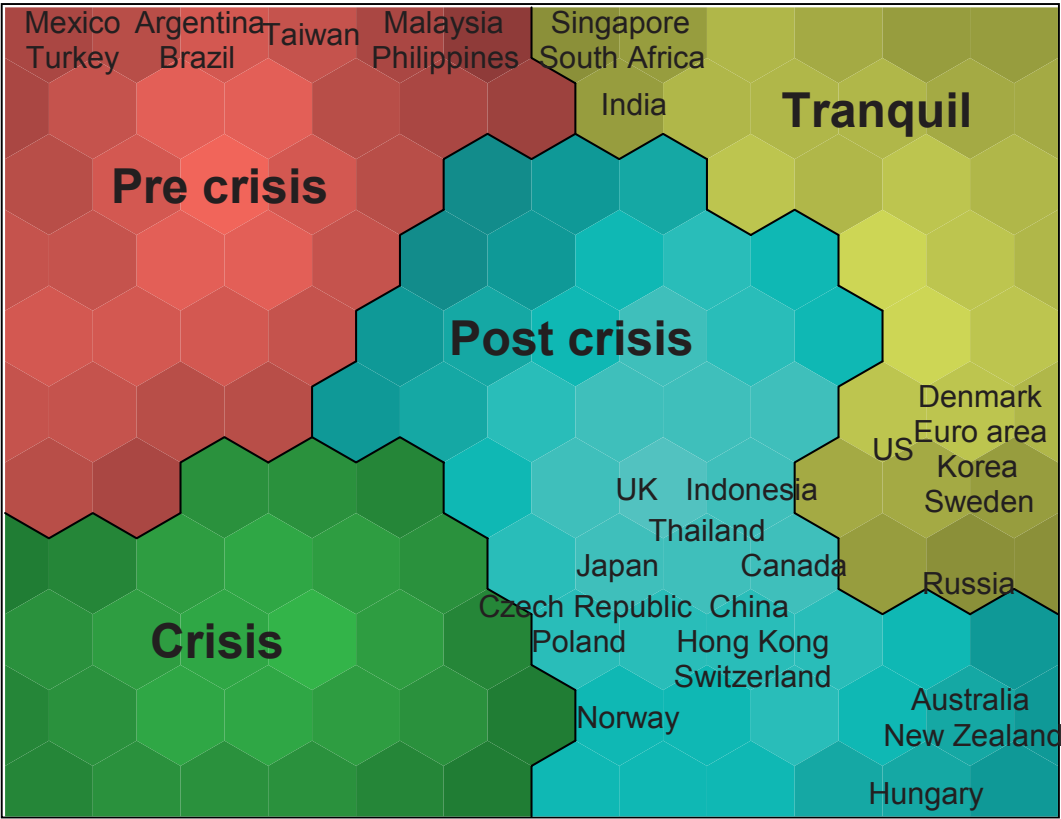 Mexico Argentina Taiwan Malaysia Singapore
Turkey Brazil Philippines South Africa
India
Tranquil
Pre crisis
Post crisis
Denmark
US Euro area
Korea
Sweden
UK Indonesia
Thailand
Japan Canada
Russia
Czech Republic China
Poland Hong Kong
Switzerland
Crisis
Norway
Australia
New Zealand
Hungary